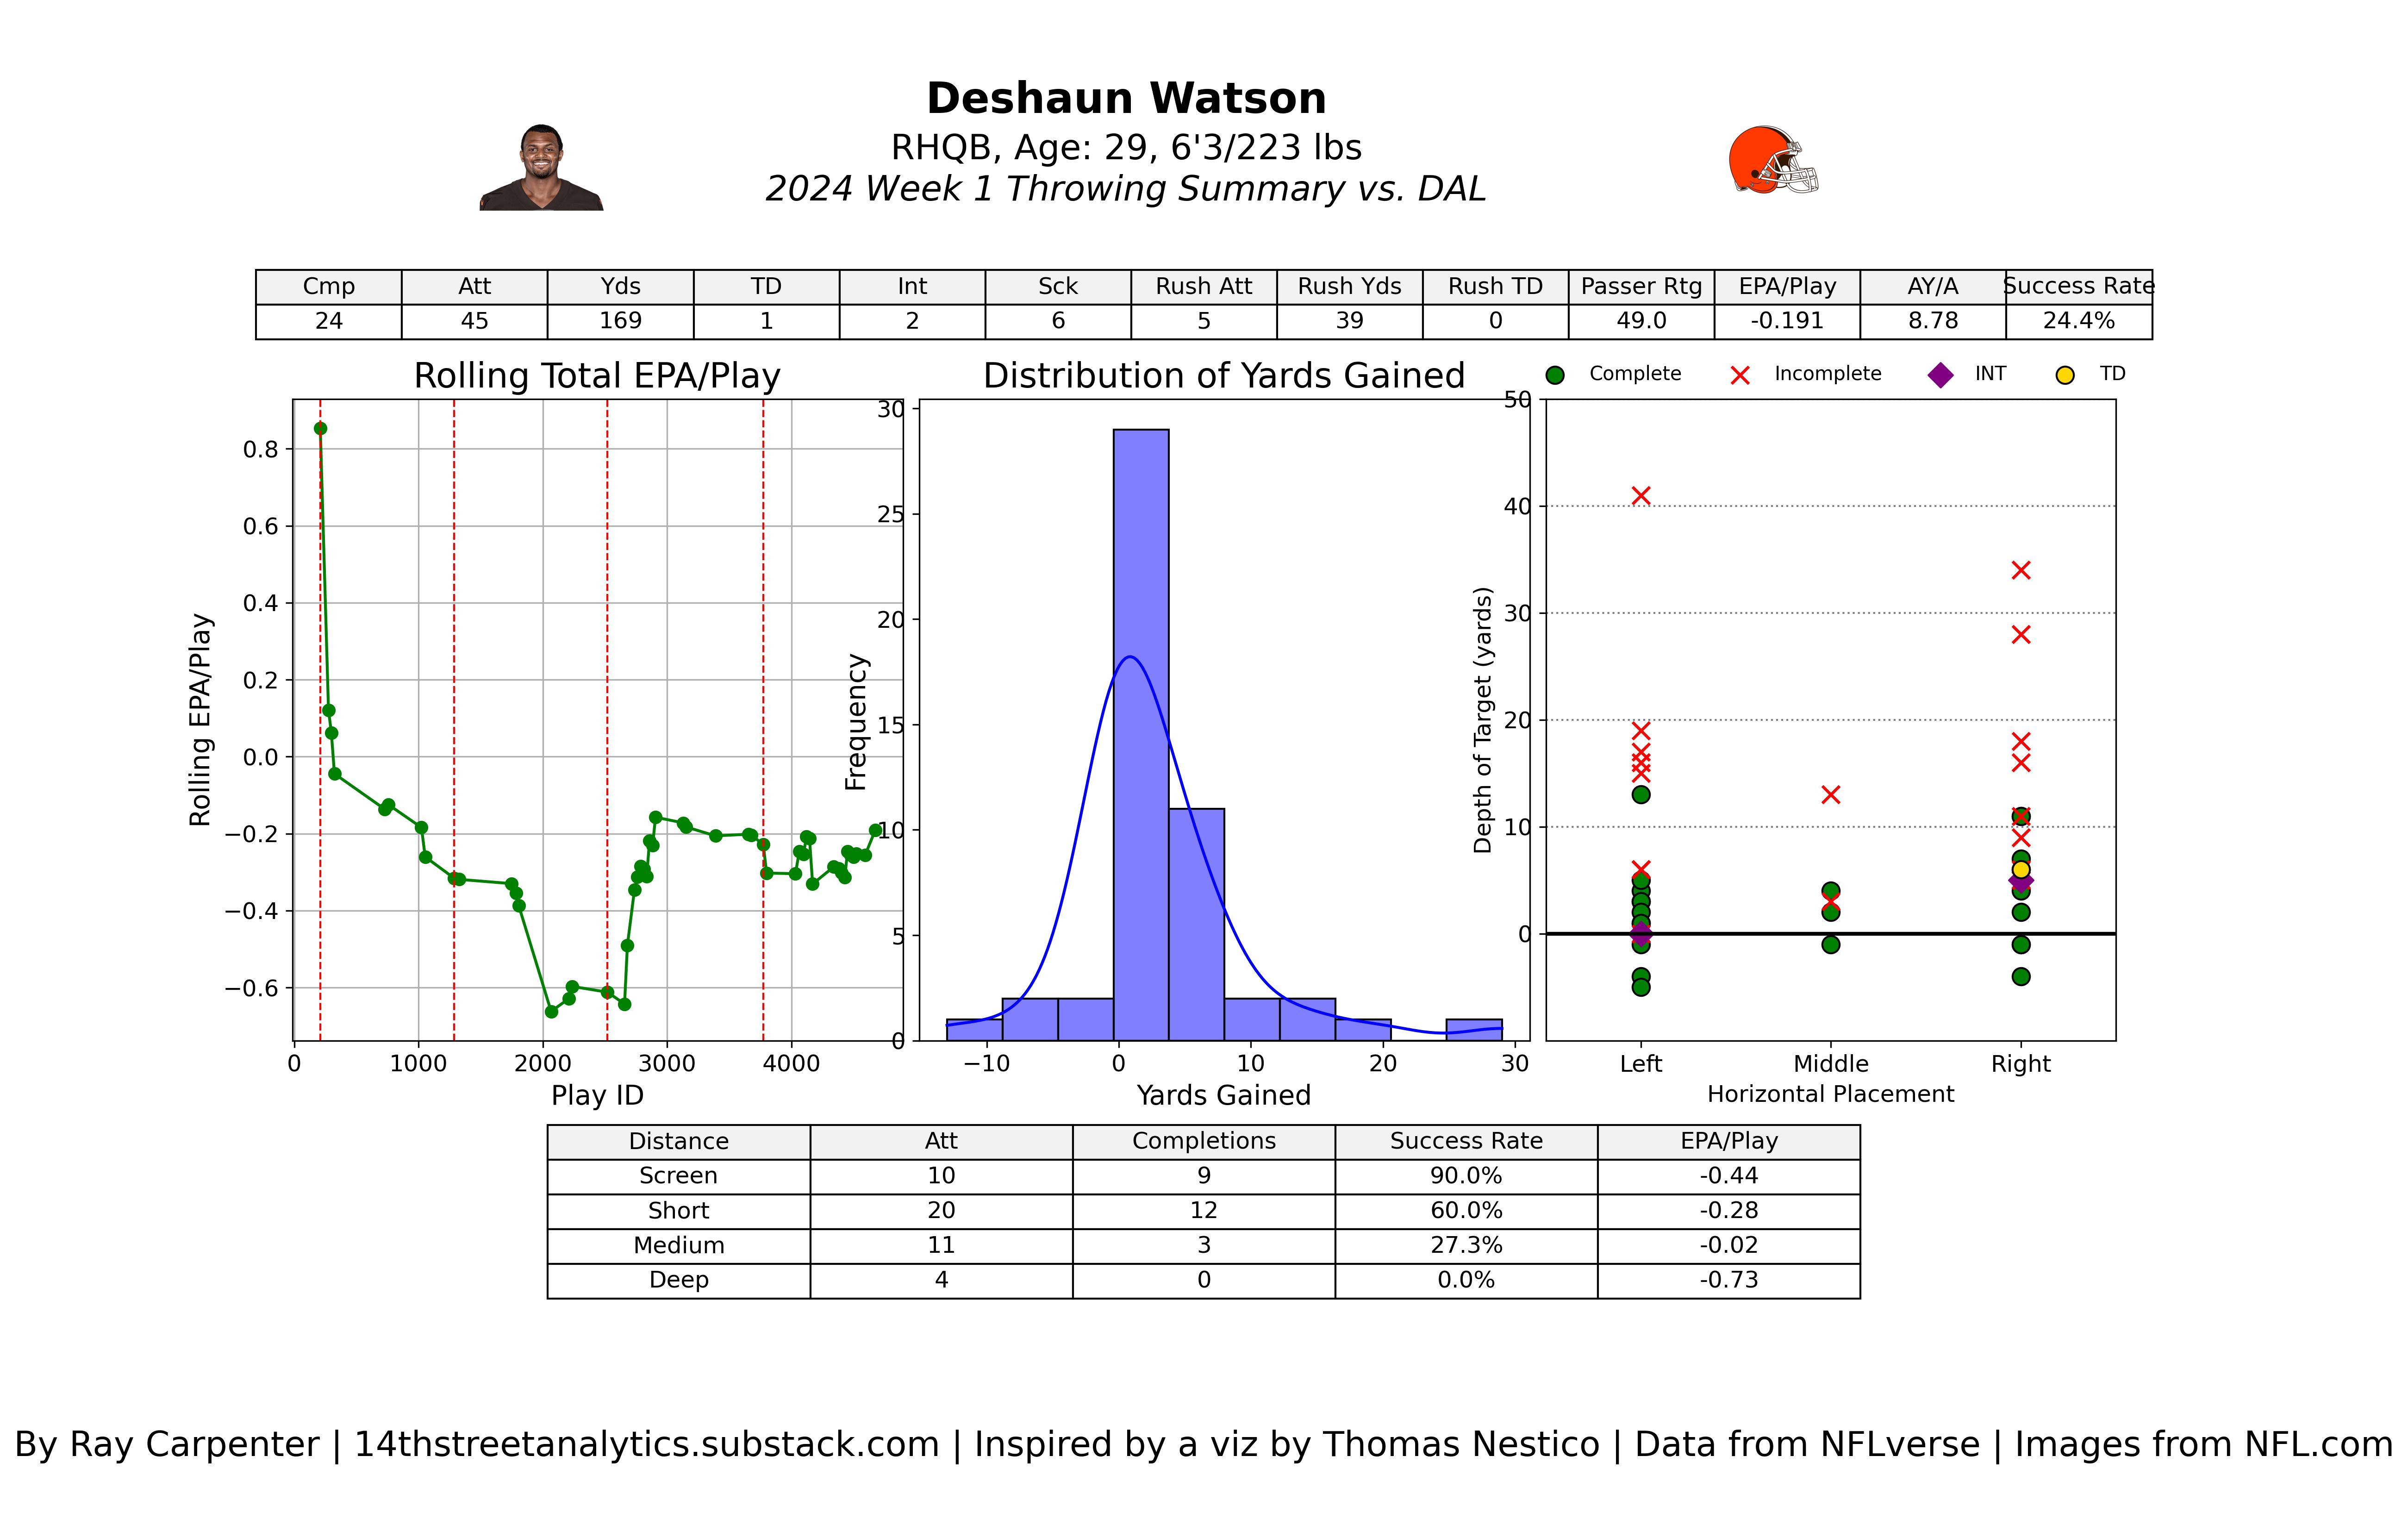 Deshaun Watson
RHQB, Age: 29, 6'3/223 lbs
2024 Week 1 Throwing Summary vs. DAL
Cmp Att Yds TD Int Sck Rush Att Rush Yds Rush TD Passer Rtg EPA/Play AY/A Success Rate
24 45 169 1 2 6 5 39 0 49.0 -0.191 8.78 24.4%
Rolling Total EPA/Play
Rolling EPA/Play
0.8
0.6
0.4
0.2
0.0
−0.2
−0.4
−0.6
0 1000 2000 3000 4000
Play ID
Distribution of Yards Gained
Frequency
30
25
20
15
10
5
0
−10 0 10 20 30
Yards Gained
Complete Incomplete INT TD
Depth of Target (yards)
50
40
30
20
10
0
Left Middle Right
Horizontal Placement
Distance Att Completions Success Rate EPA/Play
Screen 10 9 90.0% -0.44
Short 20 12 60.0% -0.28
Medium 11 3 27.3% -0.02
Deep 4 0 0.0% -0.73
By Ray Carpenter | 14thstreetanalytics.substack.com | Inspired by a viz by Thomas Nestico | Data from NFLverse | Images from NFL.com